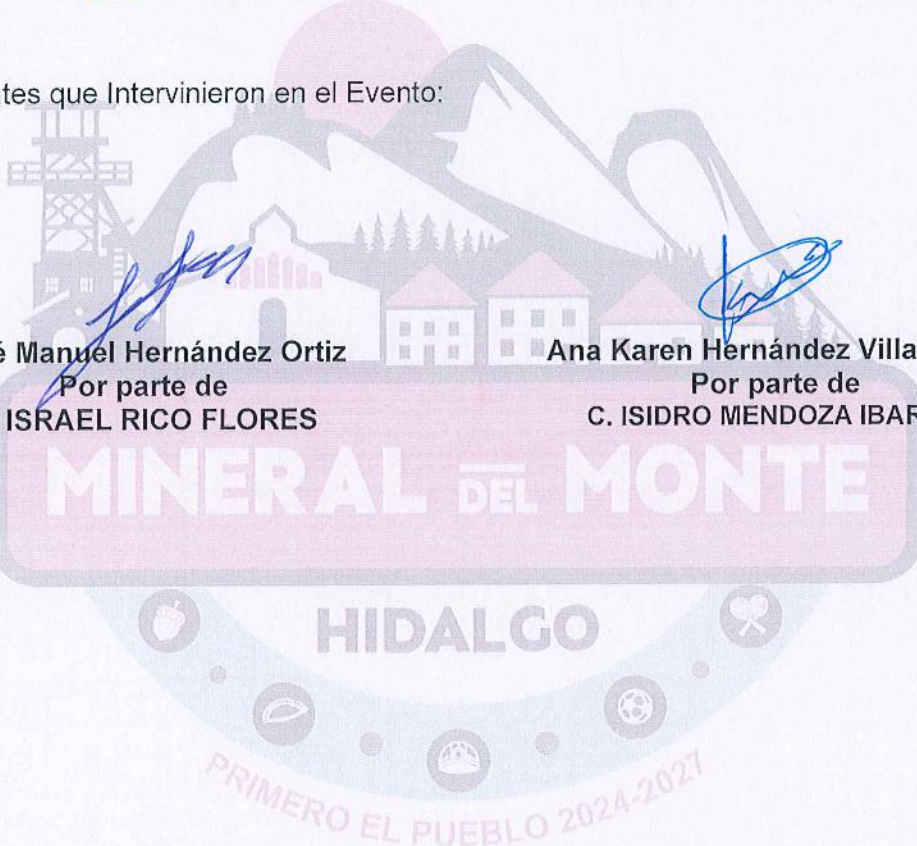 ntes que Intervinieron en el Evento:
é Manuel Hernández Ortiz
Por parte de
ISRAEL RICO FLORES
Ana Karen Hernández Villa
Por parte de
C. ISIDRO MENDOZA IBAR
MINERAL DEL MONTE
HIDALGO
PRIMERO EL PUEBLO 2024-2027